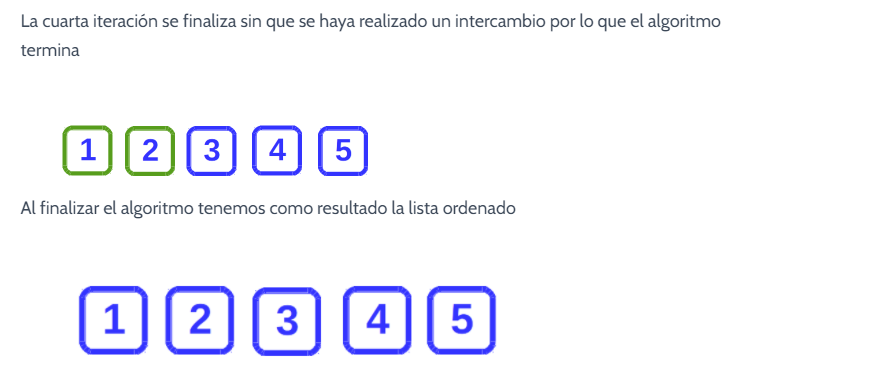 La cuarta iteración se finaliza sin que se haya realizado un intercambio por lo que el algoritmo
termina
1 2 3 4 5
Al finalizar el algoritmo tenemos como resultado la lista ordenado
1 2 3 4 5